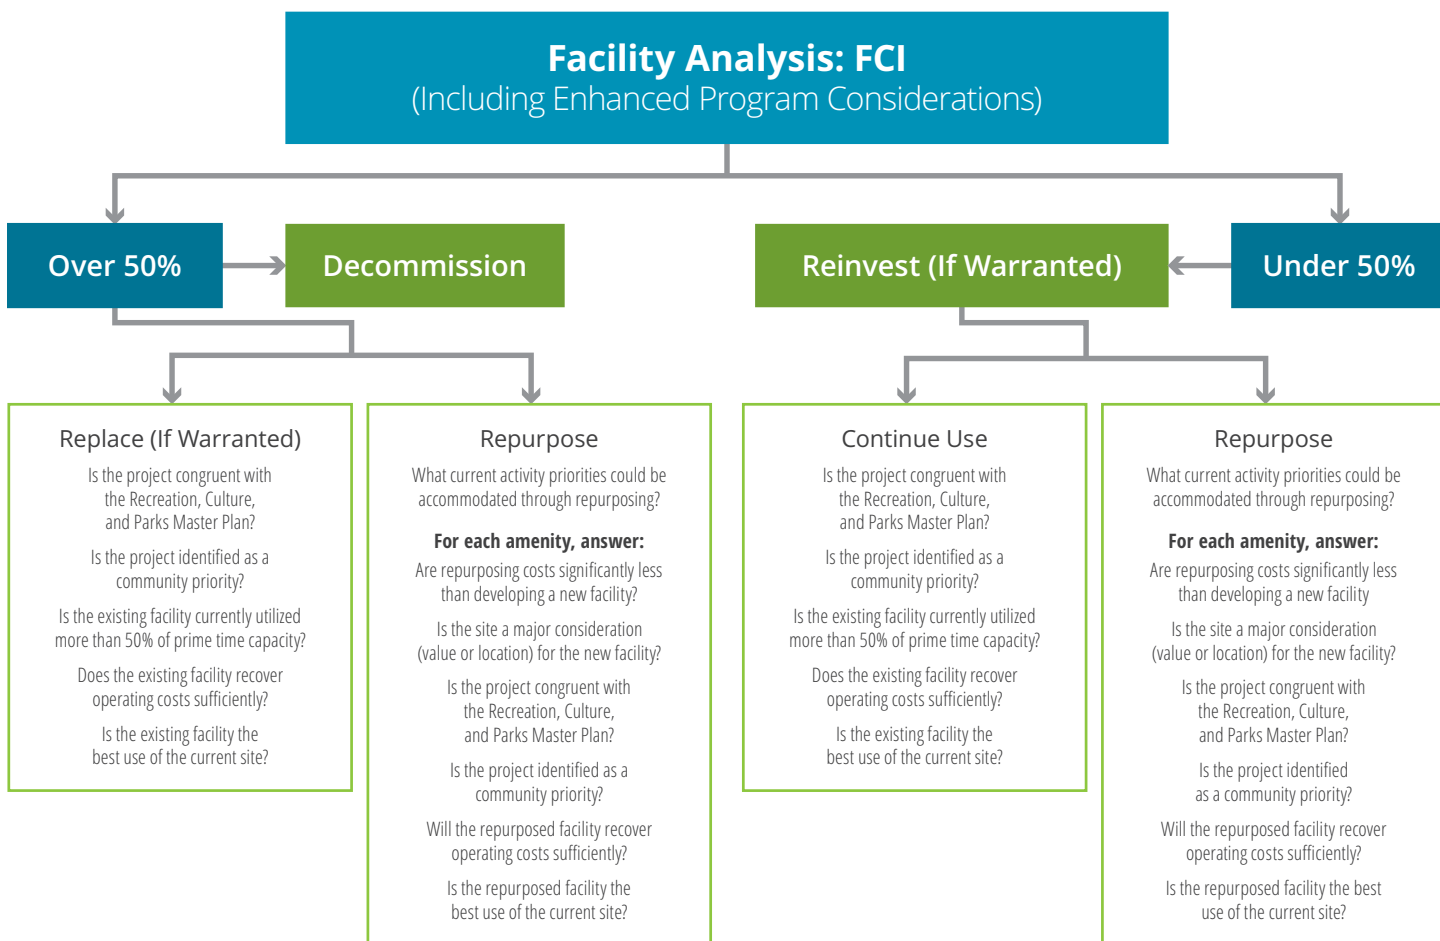 Facility Analysis: FCI
(Including Enhanced Program Considerations)
Over 50%
Decommission
Reinvest (If Warranted)
Under 50%
Replace (If Warranted)
Is the project congruent with
the Recreation, Culture,
and Parks Master Plan?
Is the project identified as a
community priority?
Is the existing facility currently utilized
more than 50% of prime time capacity?
Does the existing facility recover
operating costs sufficiently?
Is the existing facility the
best use of the current site?
Repurpose
What current activity priorities could be
accommodated through repurposing?
For each amenity, answer:
Are repurposing costs significantly less
than developing a new facility?
Is the site a major consideration
(value or location) for the new facility?
Is the project congruent with
the Recreation, Culture,
and Parks Master Plan?
Is the project identified as a
community priority?
Will the repurposed facility recover
operating costs sufficiently?
Is the repurposed facility the
best use of the current site?
Continue Use
Is the project congruent with
the Recreation, Culture,
and Parks Master Plan?
Is the project identified as a
community priority?
Is the existing facility currently utilized
more than 50% of prime time capacity?
Does the existing facility recover
operating costs sufficiently?
Is the existing facility the
best use of the current site?
Repurpose
What current activity priorities could be
accommodated through repurposing?
For each amenity, answer:
Are repurposing costs significantly less
than developing a new facility
Is the site a major consideration
(value or location) for the new facility?
Is the project congruent with
the Recreation, Culture,
and Parks Master Plan?
Is the project identified
as a community priority?
Will the repurposed facility recover
operating costs sufficiently?
Is the repurposed facility the best
use of the current site?